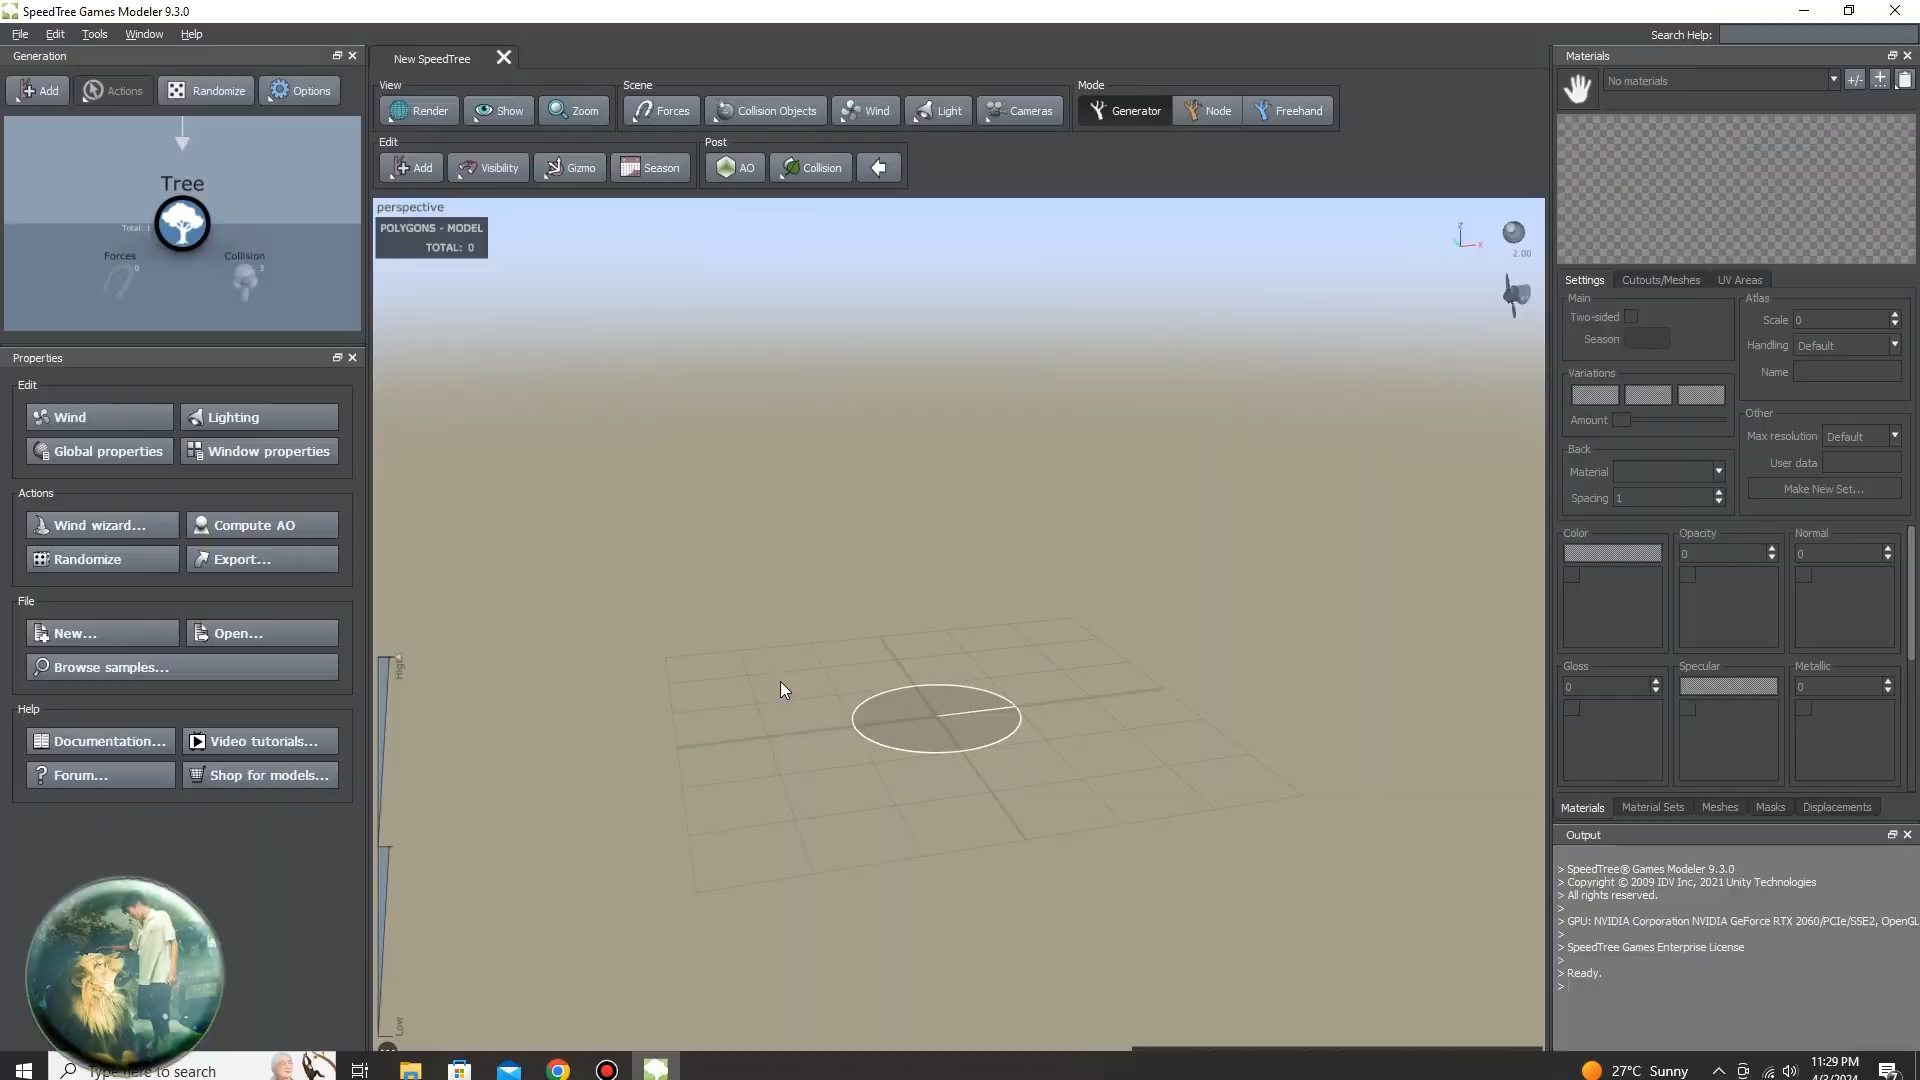 SpeedTree Games Modeler 9.3.0
File Edit Tools Window Help
Search Help:
Generation
Add Actions Randomize Options
Tree
Total: 1
Forces
0
Collision
3
Properties
Edit
Wind Lighting
Global properties Window properties
Actions
Wind wizard... Compute AO
Randomize Export...
File
New... Open...
Browse samples...
Help
Documentation... Video tutorials...
Forum... Shop for models...
New SpeedTree
View
Render Show Zoom
Scene
Forces Collision Objects Wind Light Cameras
Mode
Generator Node Freehand
Edit
Add Visibility Gizmo Season
Post
AO Collision
perspective
POLYGONS - MODEL
TOTAL: 0
Z
X
2.00
High
Low
Materials
No materials
+/-
Settings Cutouts/Meshes UV Areas
Main
Two-sided
Season
Atlas
Scale 0
Handling Default
Name
Variations
Amount
Other
Max resolution Default
User data
Make New Set...
Back
Material
Spacing 1
Color Opacity Normal
0 0
Gloss Specular Metallic
0 0
Materials Material Sets Meshes Masks Displacements
Output
> SpeedTree® Games Modeler 9.3.0
> Copyright © 2009 IDV Inc, 2021 Unity Technologies
> All rights reserved.
>
> GPU: NVIDIA Corporation NVIDIA GeForce RTX 2060/PCIe/SSE2, OpenGL
>
> SpeedTree Games Enterprise License
>
> Ready.
>
Type here to search
27°C Sunny
11:29 PM
4/3/2024